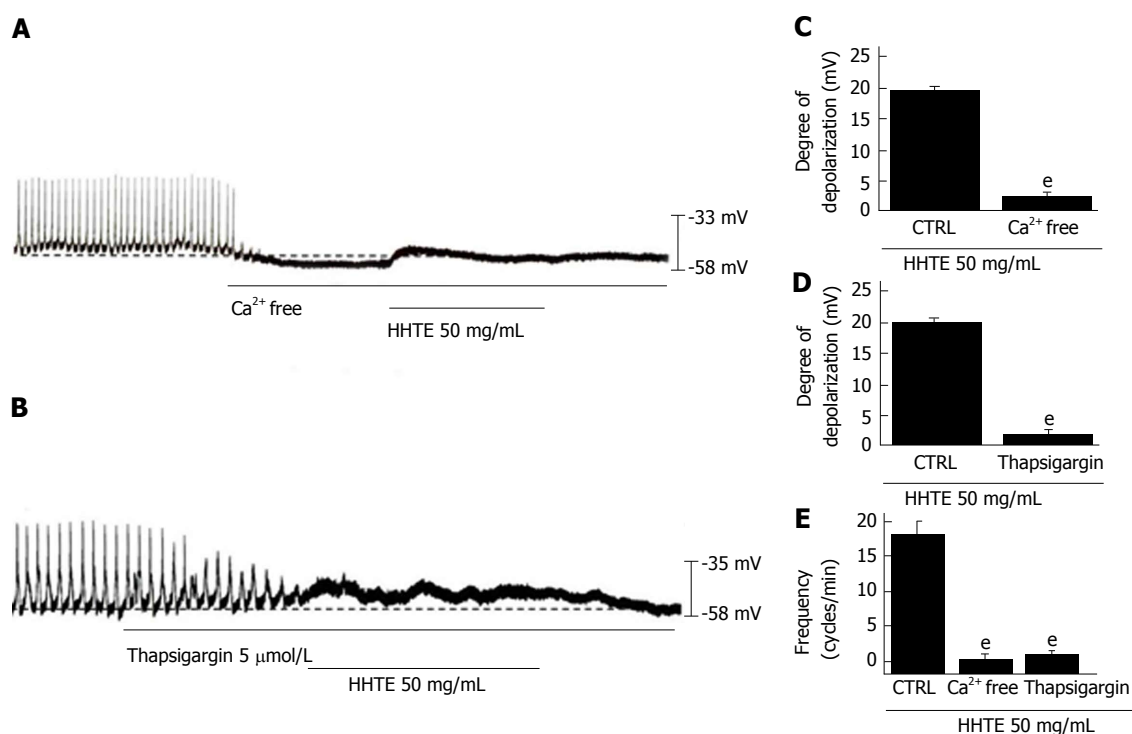 A
-33 mV
-58 mV
Ca²⁺ free
HHTE 50 mg/mL
B
-35 mV
-58 mV
Thapsigargin 5 μmol/L
HHTE 50 mg/mL
C
Degree of
depolarization (mV)
25
20
15
10
5
0
e
CTRL Ca²⁺ free
HHTE 50 mg/mL
D
Degree of
depolarization (mV)
25
20
15
10
5
0
e
CTRL Thapsigargin
HHTE 50 mg/mL
E
Frequency
(cycles/min)
20
15
10
5
0
e e
CTRL Ca²⁺ free Thapsigargin
HHTE 50 mg/mL